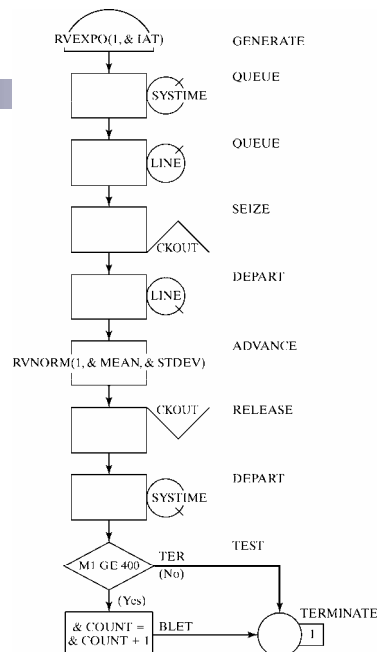 RVEXPO(1, & IAT)
GENERATE
QUEUE
SYSTIME
QUEUE
LINE
SEIZE
CKOUT
DEPART
LINE
ADVANCE
RVNORM(1, & MEAN, & STDEV)
CKOUT
RELEASE
DEPART
SYSTIME
TEST
M1 GE 400
TER
(No)
(Yes)
TERMINATE
& COUNT =
& COUNT + 1
BLET
1